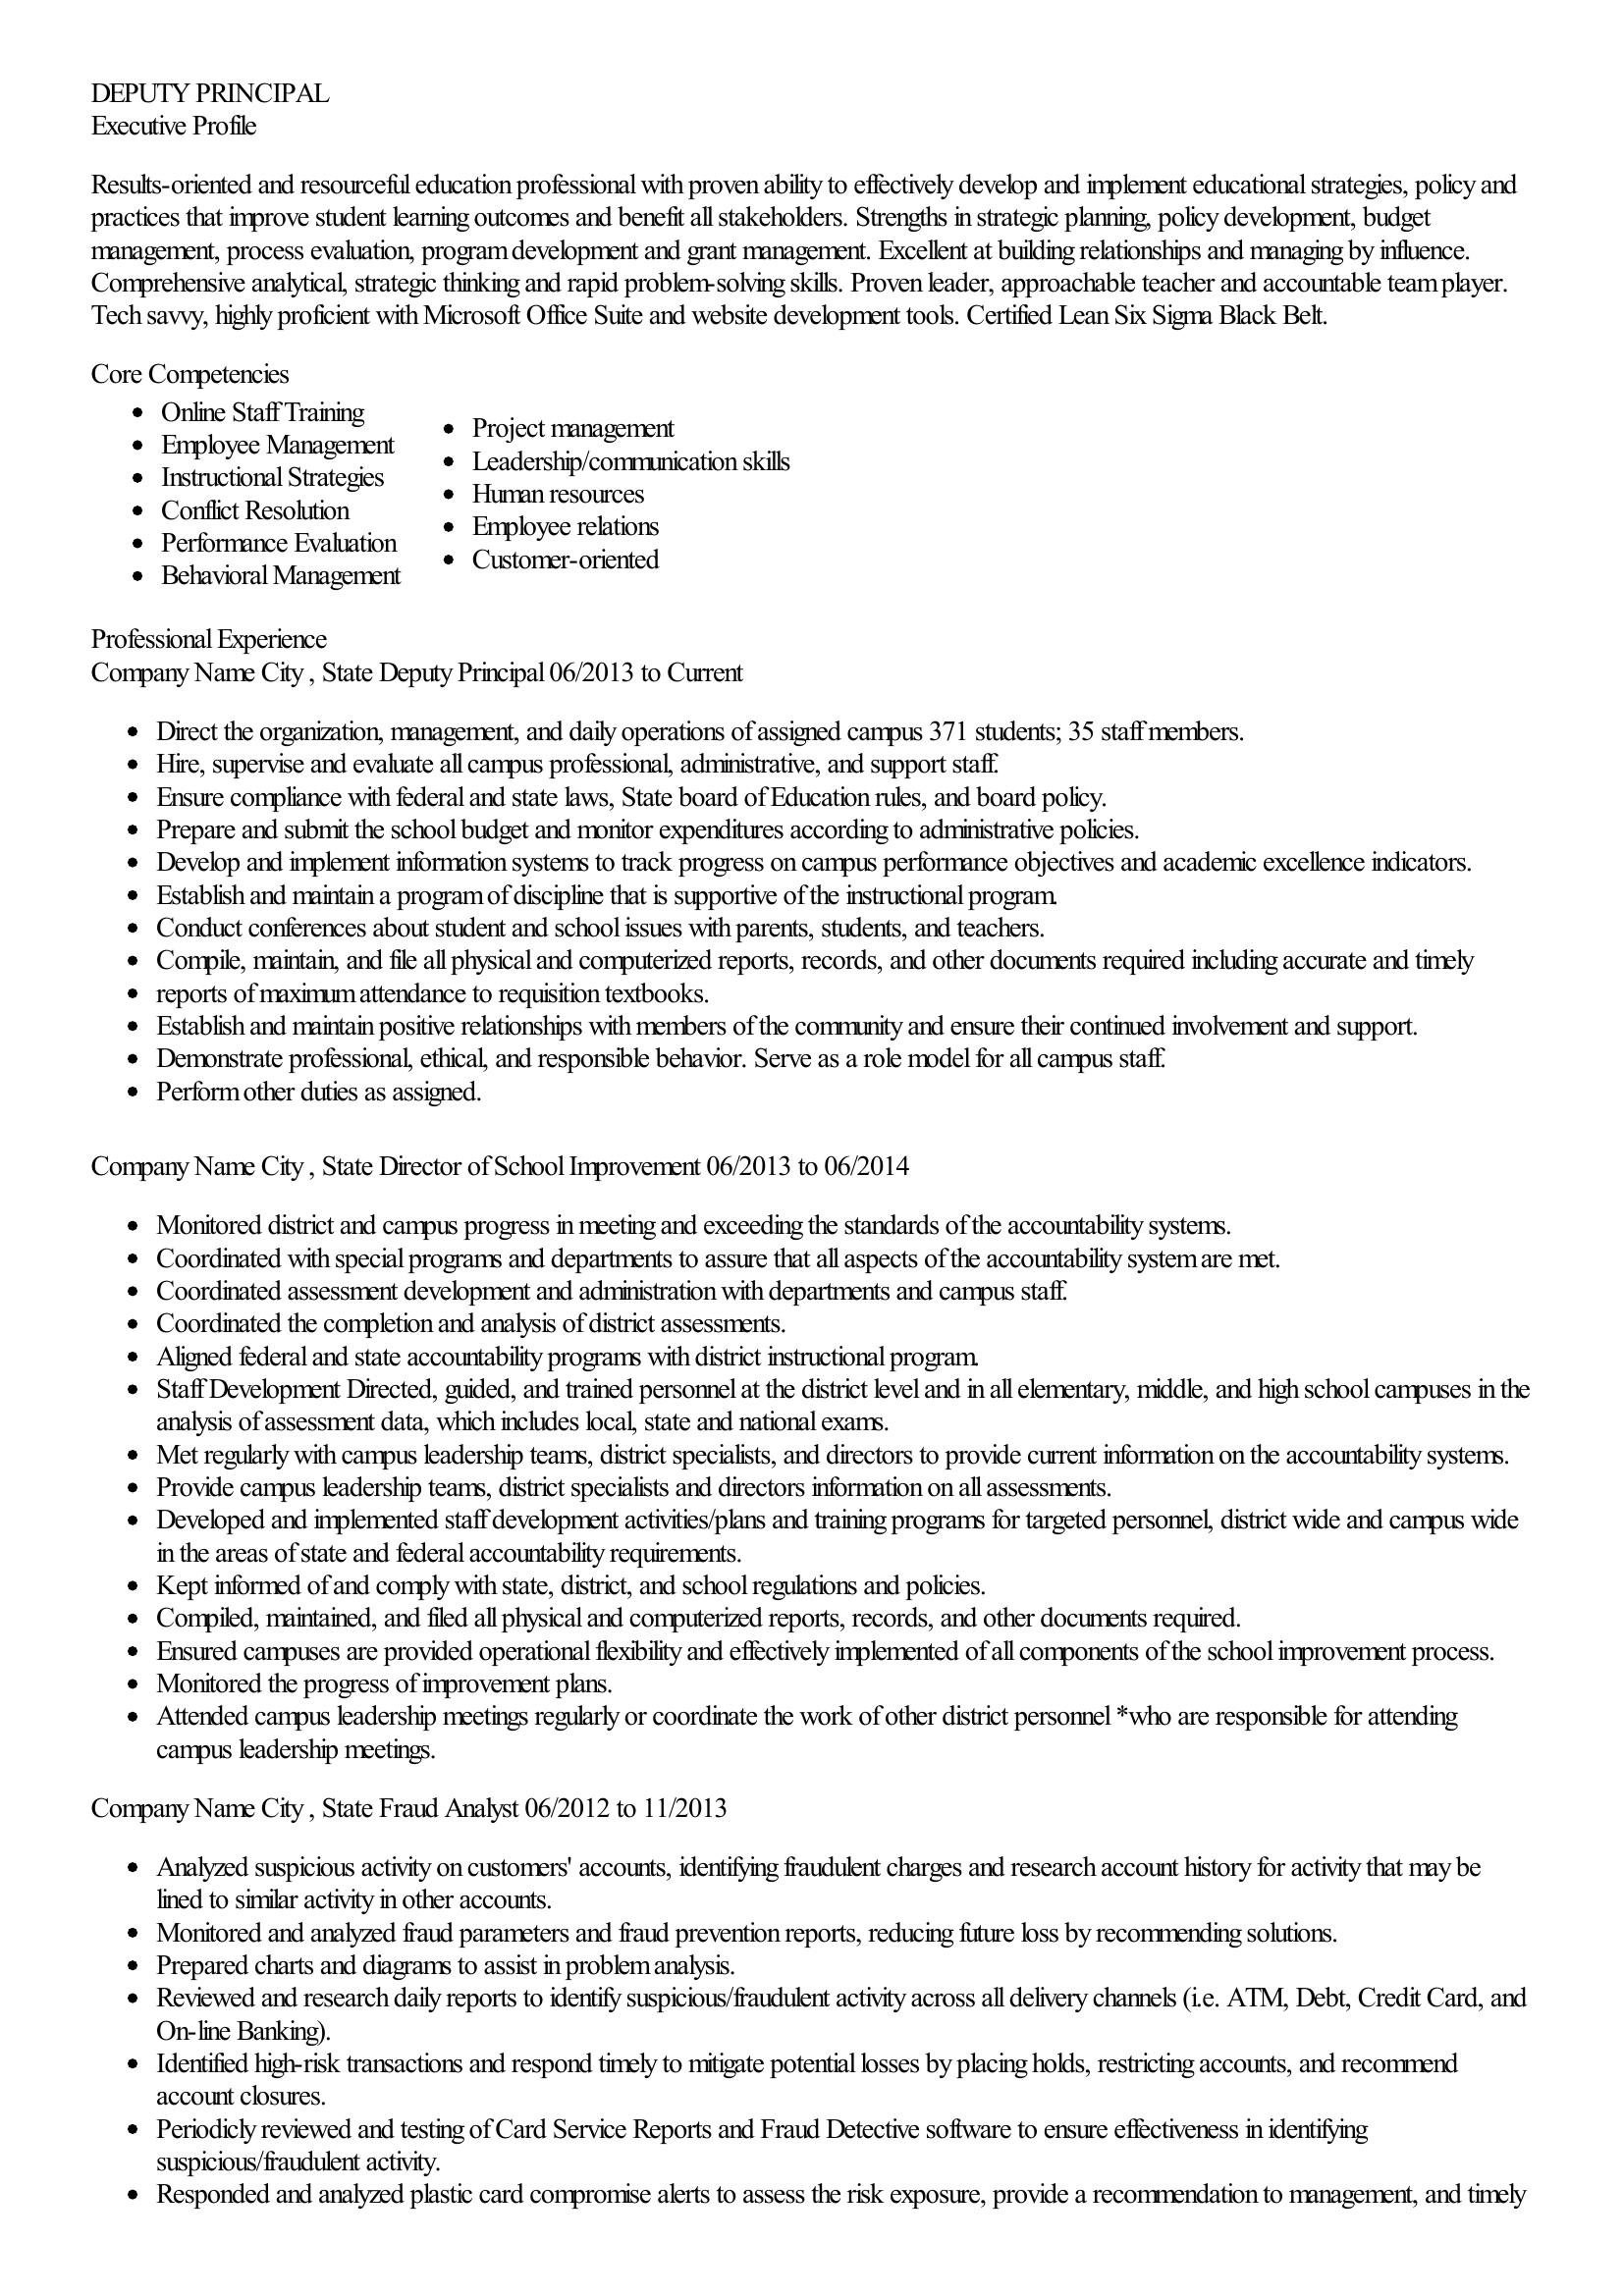 DEPUTY PRINCIPAL
Executive Profile
Results-oriented and resourceful education professional with proven ability to effectively develop and implement educational strategies, policy and
practices that improve student learning outcomes and benefit all stakeholders. Strengths in strategic planning, policy development, budget
management, process evaluation, program development and grant management. Excellent at building relationships and managing by influence.
Comprehensive analytical, strategic thinking and rapid problem-solving skills. Proven leader, approachable teacher and accountable team player.
Tech savvy, highly proficient with Microsoft Office Suite and website development tools. Certified Lean Six Sigma Black Belt.
Core Competencies
• Online Staff Training
• Employee Management
• Instructional Strategies
• Conflict Resolution
• Performance Evaluation
• Behavioral Management
• Project management
• Leadership/communication skills
• Human resources
• Employee relations
• Customer-oriented
Professional Experience
Company Name City , State Deputy Principal 06/2013 to Current
• Direct the organization, management, and daily operations of assigned campus 371 students; 35 staff members.
• Hire, supervise and evaluate all campus professional, administrative, and support staff.
• Ensure compliance with federal and state laws, State board of Education rules, and board policy.
• Prepare and submit the school budget and monitor expenditures according to administrative policies.
• Develop and implement information systems to track progress on campus performance objectives and academic excellence indicators.
• Establish and maintain a program of discipline that is supportive of the instructional program.
• Conduct conferences about student and school issues with parents, students, and teachers.
• Compile, maintain, and file all physical and computerized reports, records, and other documents required including accurate and timely
• reports of maximum attendance to requisition textbooks.
• Establish and maintain positive relationships with members of the community and ensure their continued involvement and support.
• Demonstrate professional, ethical, and responsible behavior. Serve as a role model for all campus staff.
• Perform other duties as assigned.
Company Name City , State Director of School Improvement 06/2013 to 06/2014
• Monitored district and campus progress in meeting and exceeding the standards of the accountability systems.
• Coordinated with special programs and departments to assure that all aspects of the accountability system are met.
• Coordinated assessment development and administration with departments and campus staff.
• Coordinated the completion and analysis of district assessments.
• Aligned federal and state accountability programs with district instructional program.
• Staff Development Directed, guided, and trained personnel at the district level and in all elementary, middle, and high school campuses in the
analysis of assessment data, which includes local, state and national exams.
• Met regularly with campus leadership teams, district specialists, and directors to provide current information on the accountability systems.
• Provide campus leadership teams, district specialists and directors information on all assessments.
• Developed and implemented staff development activities/plans and training programs for targeted personnel, district wide and campus wide
in the areas of state and federal accountability requirements.
• Kept informed of and comply with state, district, and school regulations and policies.
• Compiled, maintained, and filed all physical and computerized reports, records, and other documents required.
• Ensured campuses are provided operational flexibility and effectively implemented of all components of the school improvement process.
• Monitored the progress of improvement plans.
• Attended campus leadership meetings regularly or coordinate the work of other district personnel *who are responsible for attending
campus leadership meetings.
Company Name City , State Fraud Analyst 06/2012 to 11/2013
• Analyzed suspicious activity on customers' accounts, identifying fraudulent charges and research account history for activity that may be
lined to similar activity in other accounts.
• Monitored and analyzed fraud parameters and fraud prevention reports, reducing future loss by recommending solutions.
• Prepared charts and diagrams to assist in problem analysis.
• Reviewed and research daily reports to identify suspicious/fraudulent activity across all delivery channels (i.e. ATM, Debt, Credit Card, and
On-line Banking).
• Identified high-risk transactions and respond timely to mitigate potential losses by placing holds, restricting accounts, and recommend
account closures.
• Periodicly reviewed and testing of Card Service Reports and Fraud Detective software to ensure effectiveness in identifying
suspicious/fraudulent activity.
• Responded and analyzed plastic card compromise alerts to assess the risk exposure, provide a recommendation to management, and timely